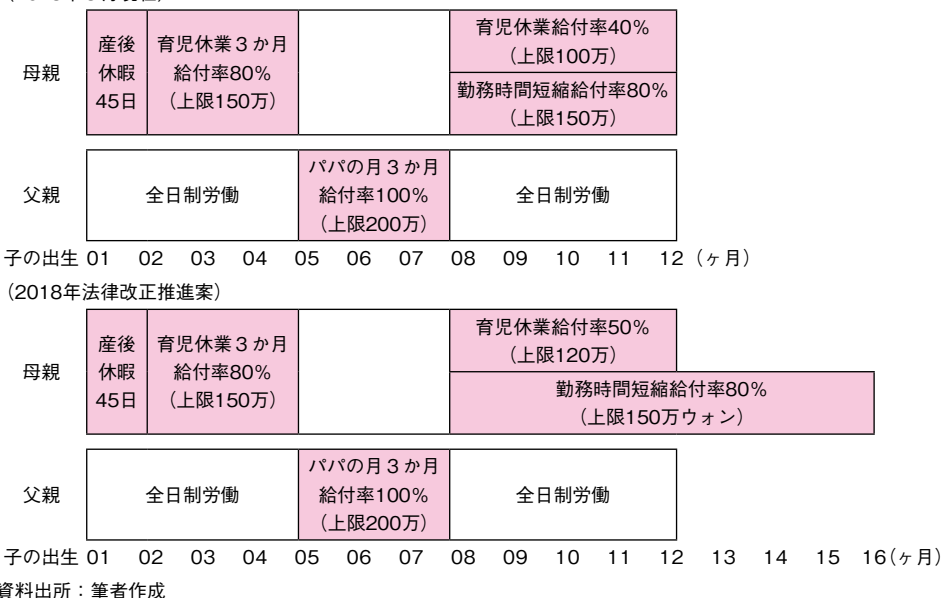 産後
休暇
45日
育児休業3か月
給付率80%
（上限150万）
育児休業給付率40%
（上限100万）
母親
勤務時間短縮給付率80%
（上限150万）
父親
全日制労働
パパの月3か月
給付率100%
（上限200万）
全日制労働
子の出生 01 02 03 04 05 06 07 08 09 10 11 12（ヶ月）
（2018年法律改正推進案）
産後
休暇
45日
育児休業3か月
給付率80%
（上限150万）
育児休業給付率50%
（上限120万）
母親
勤務時間短縮給付率80%
（上限150万ウォン）
父親
全日制労働
パパの月3か月
給付率100%
（上限200万）
全日制労働
子の出生 01 02 03 04 05 06 07 08 09 10 11 12 13 14 15 16（ヶ月）
資料出所：筆者作成